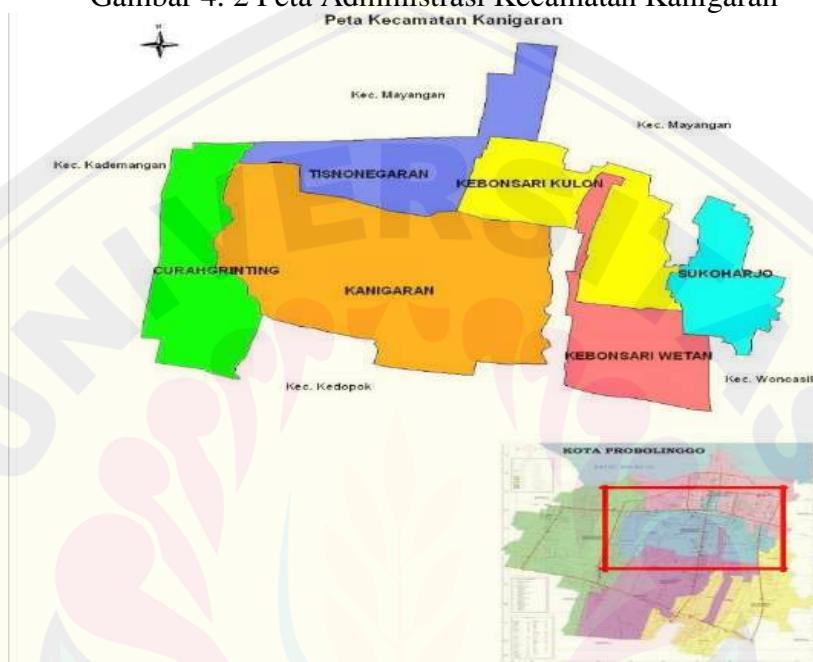 Gambar 4. 2 Peta Administrasi Kecamatan Kanigaran
Peta Kecamatan Kanigaran
Kec. Mayangan
Kec. Mayangan
Kec. Kademangan
TISNONEGARAN
KEBONSARI KULON
CURAHGRINTING
SUKOHARJO
KANIGARAN
KEBONSARI WETAN
Kec. Kedopok
Kec. Wonoasih
KOTA PROBOLINGGO
UNIVERSITAS